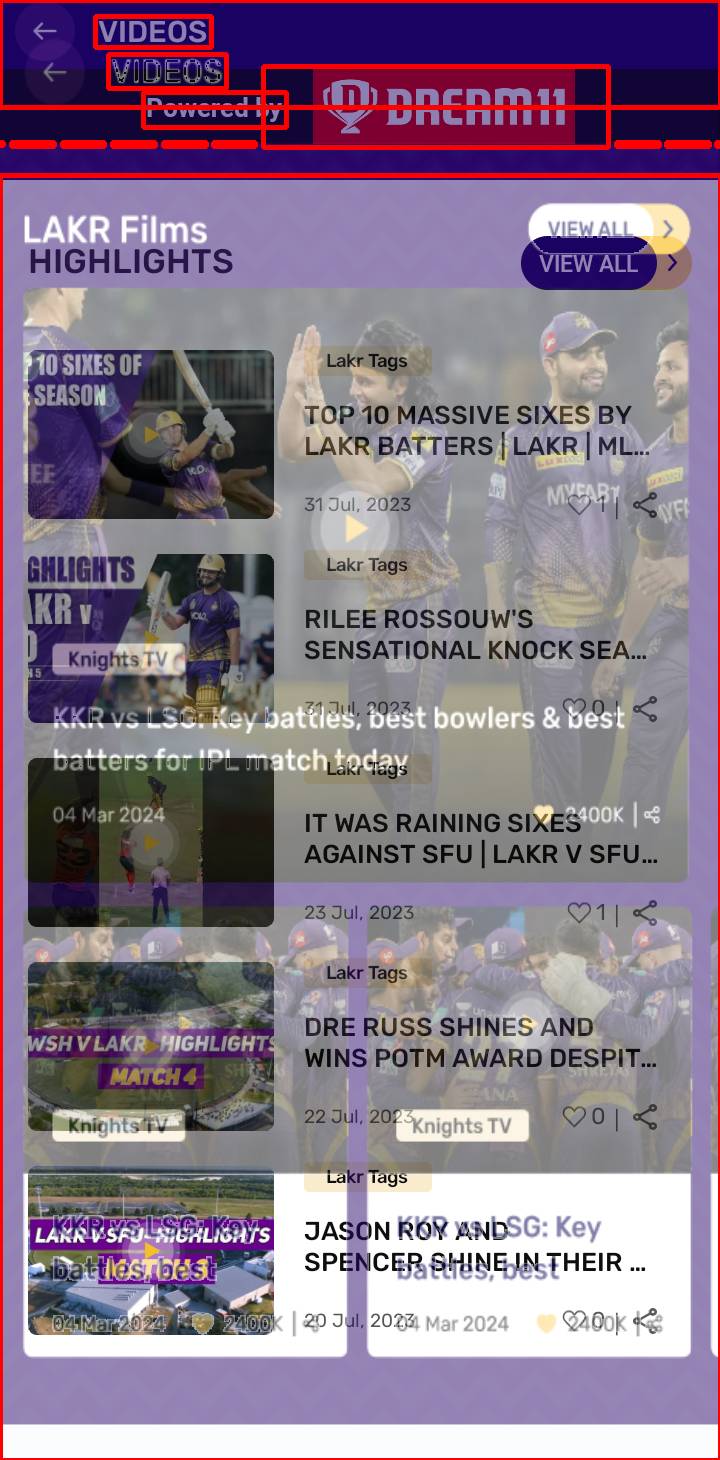 VIDEOS
VIDEOS
Powered by
DREAM11
LAKR Films
VIEW ALL
HIGHLIGHTS
VIEW ALL
10 SIXES OF
SEASON
Lakr Tags
TOP 10 MASSIVE SIXES BY
LAKR BATTERS | LAKR | ML...
31 Jul, 2023
1 |
GHLIGHTS
AKR v
Lakr Tags
RILEE ROSSOUW'S
SENSATIONAL KNOCK SEA...
31 Jul, 2023
0 |
Knights TV
KKR vs LSG: Key battles, best bowlers & best
batters for IPL match today
04 Mar 2024
2400K |
Lakr Tags
IT WAS RAINING SIXES
AGAINST SFU | LAKR V SFU...
23 Jul, 2023
1 |
WSH V LAKR HIGHLIGHTS
MATCH 4
Lakr Tags
DRE RUSS SHINES AND
WINS POTM AWARD DESPIT...
22 Jul, 2023
0 |
Knights TV
Knights TV
LAKR V SFU HIGHLIGHTS
Lakr Tags
JASON ROY AND
SPENCER SHINE IN THEIR ...
20 Jul, 2023
0 |
KKR vs LSG: Key
battles, best
04 Mar 2024
2400K |
KKR vs LSG: Key
battles, best
04 Mar 2024
2400K |